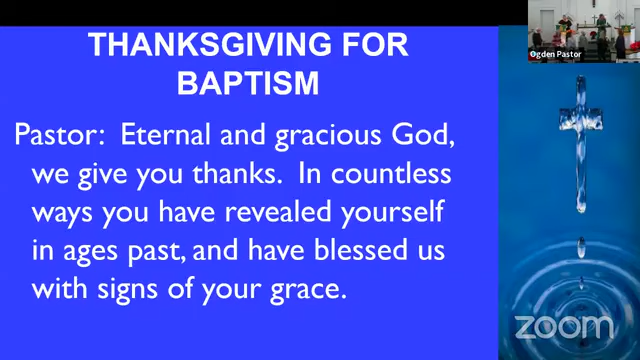 THANKSGIVING FOR
BAPTISM
Pastor: Eternal and gracious God,
we give you thanks. In countless
ways you have revealed yourself
in ages past, and have blessed us
with signs of your grace.
Ogden Pastor
zoom